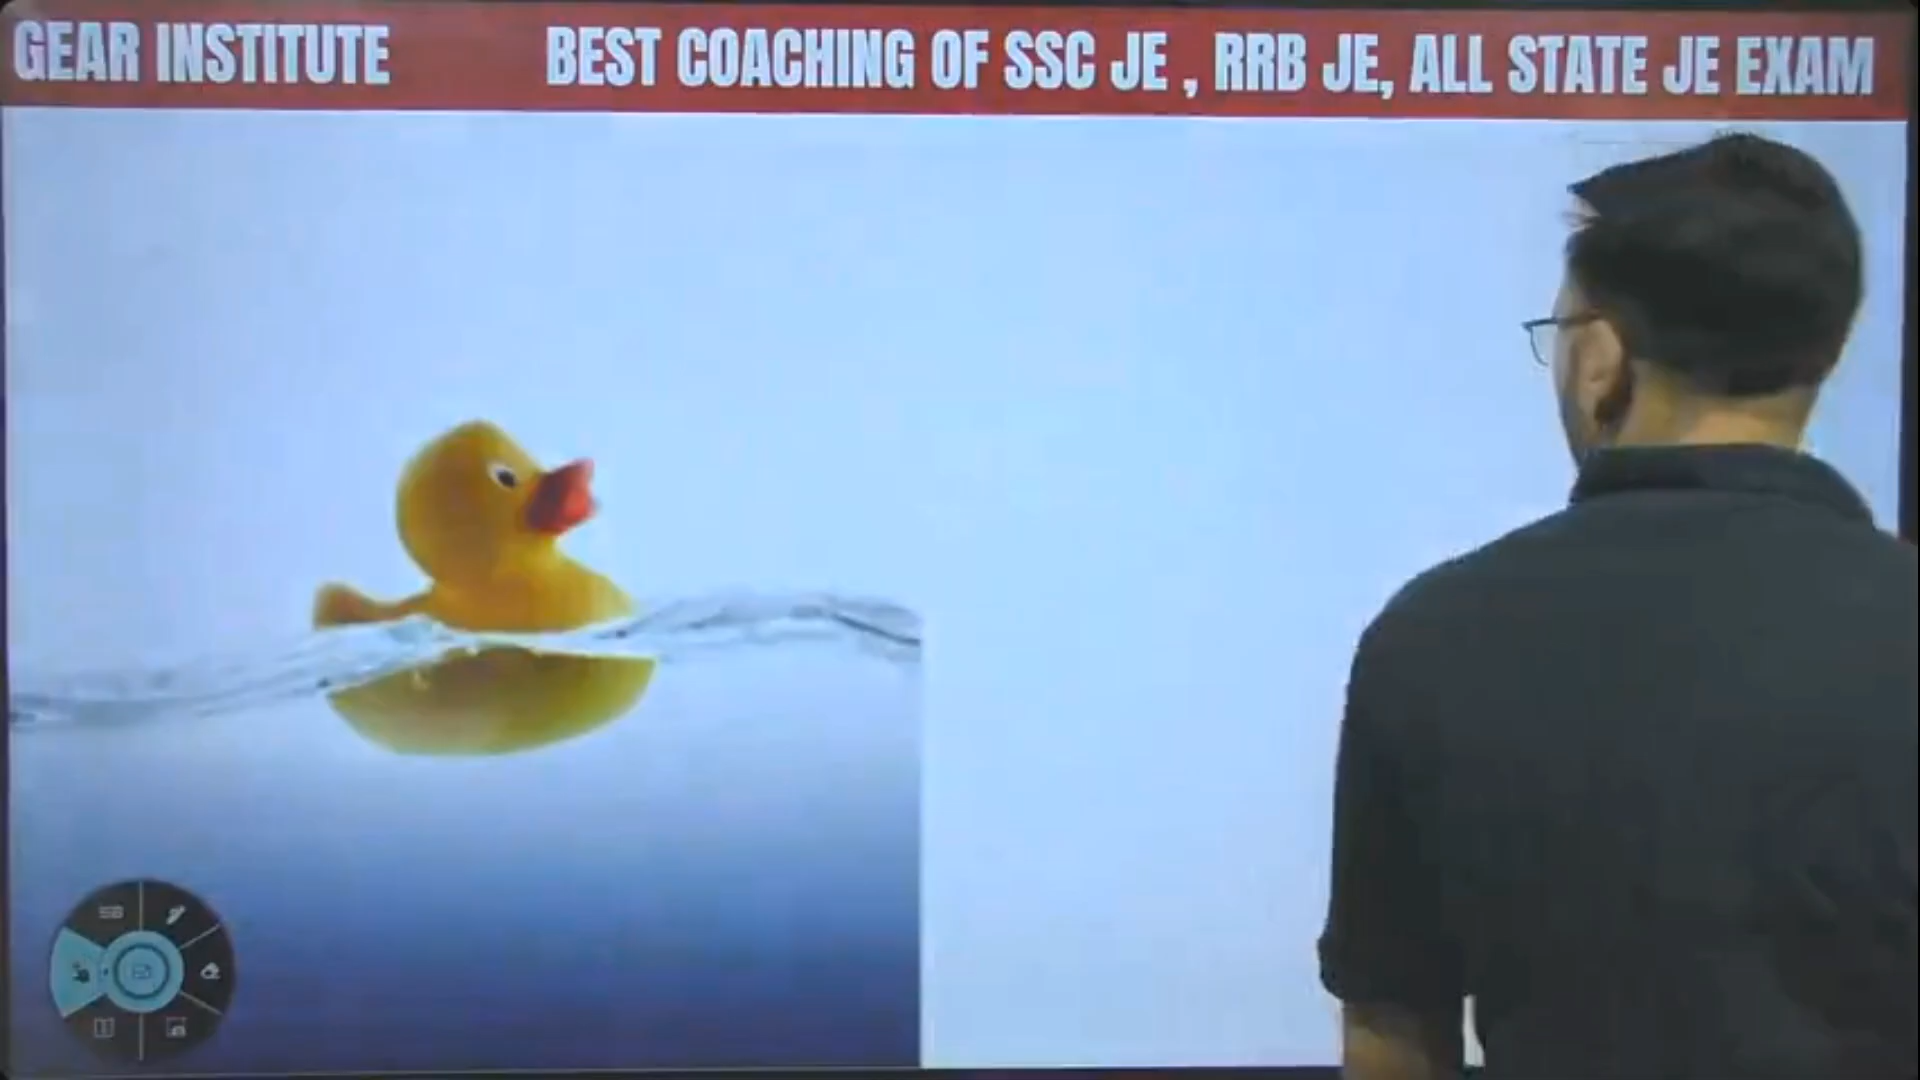 GEAR INSTITUTE BEST COACHING OF SSC JE , RRB JE, ALL STATE JE EXAM